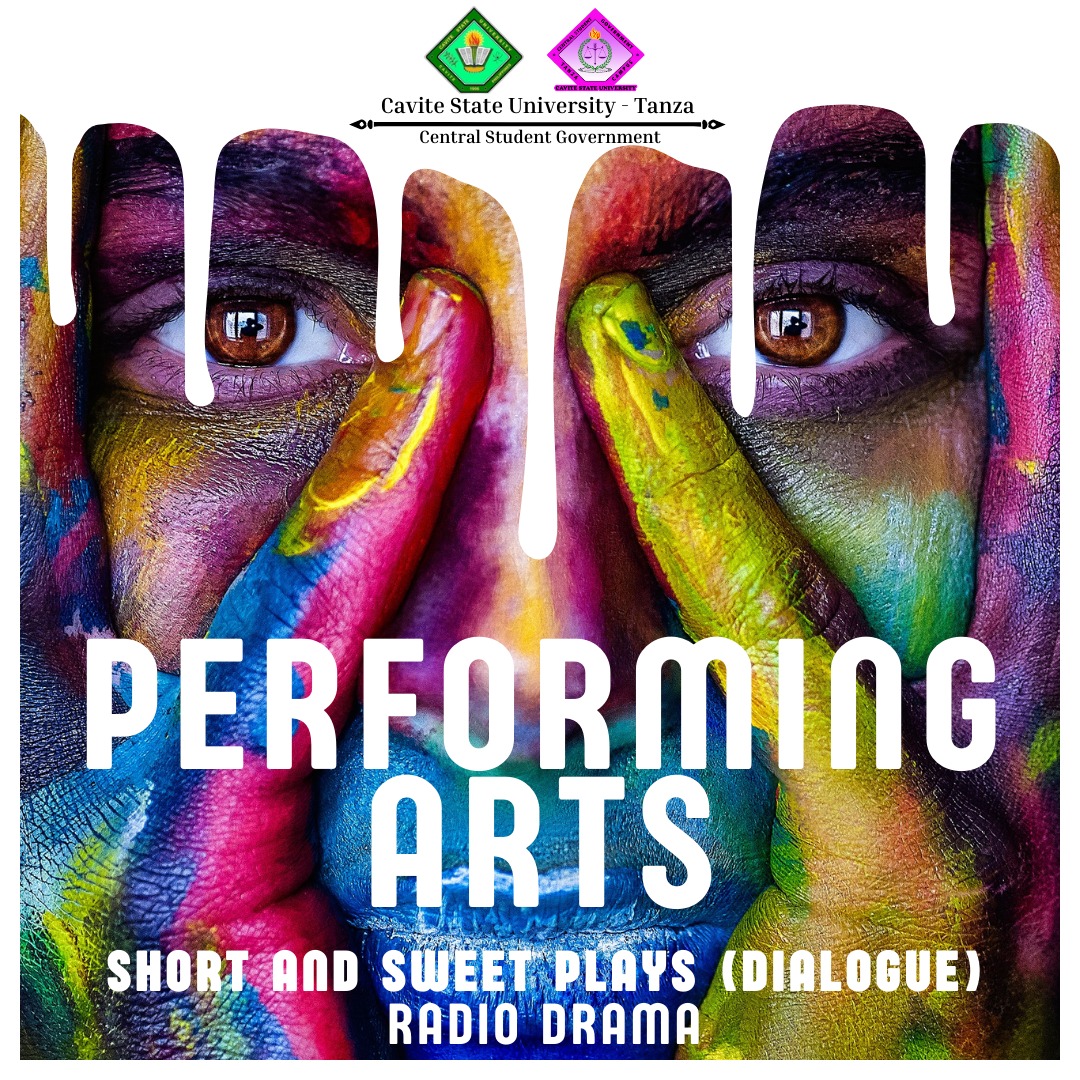 Cavite State University - Tanza
Central Student Government
PERFORMING
ARTS
SHORT AND SWEET PLAYS (DIALOGUE)
RADIO DRAMA